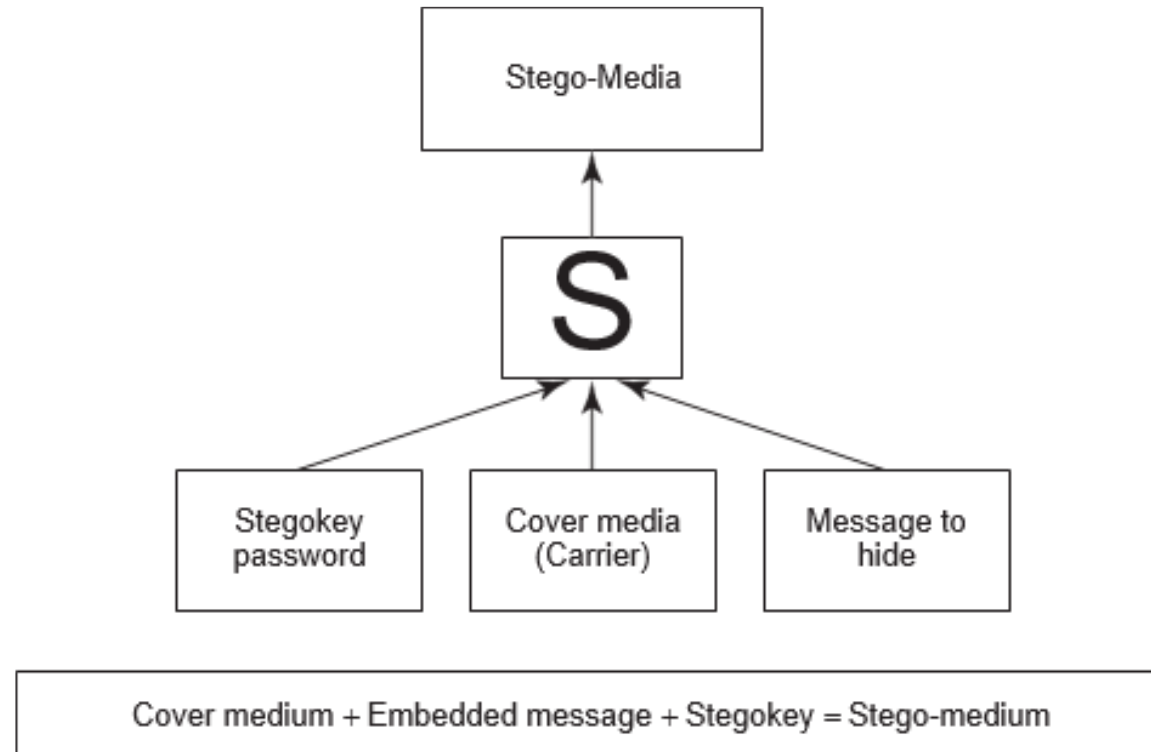 Stego-Media
S
Stegokey
password
Cover media
(Carrier)
Message to
hide
Cover medium + Embedded message + Stegokey = Stego-medium